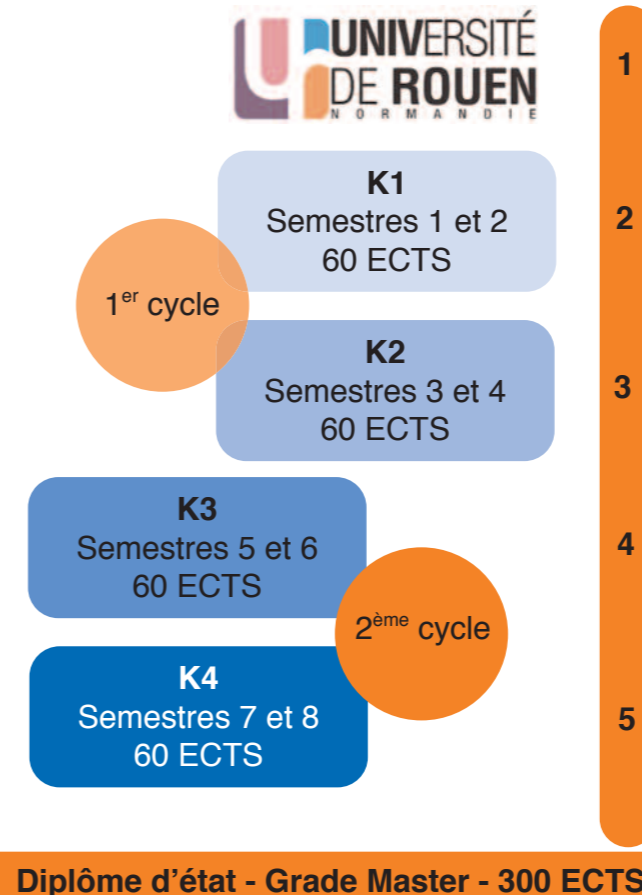 UNIVERSITÉ
DE ROUEN
NORMANDIE
1
K1
Semestres 1 et 2
60 ECTS
2
1er cycle
K2
Semestres 3 et 4
60 ECTS
3
K3
Semestres 5 et 6
60 ECTS
4
2ème cycle
K4
Semestres 7 et 8
60 ECTS
5
Diplôme d'état - Grade Master - 300 ECTS